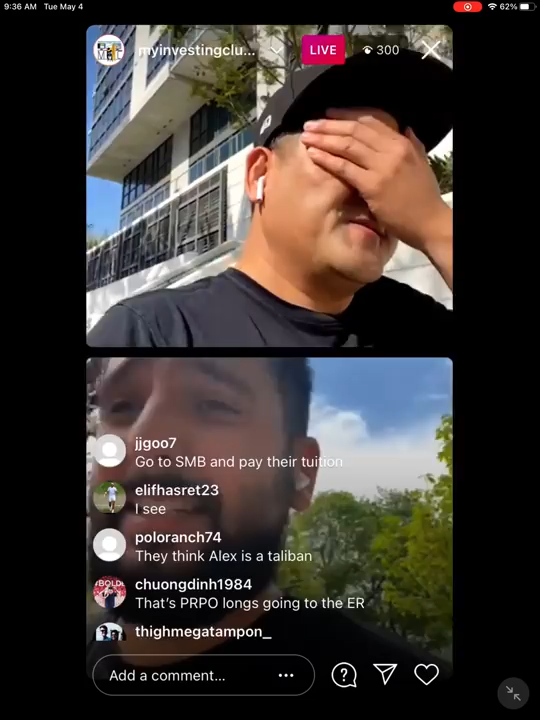 9:36 AM Tue May 4
62%
myinvestingclu...
LIVE
300
jjgoo7
Go to SMB and pay their tuition
elifhasret23
I see
poloranch74
They think Alex is a taliban
chuongdinh1984
That's PRPO longs going to the ER
thighmegatampon_
Add a comment...